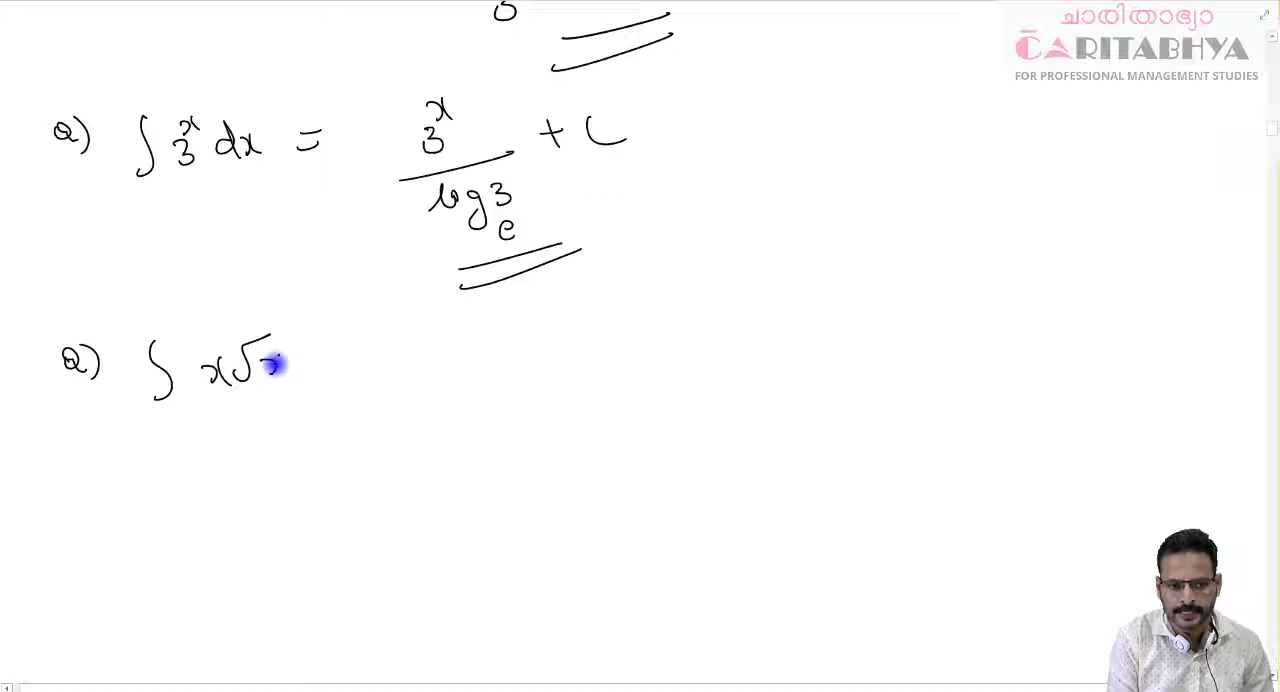 ചാരിതാഭ്യാ
CARITABHYA
FOR PROFESSIONAL MANAGEMENT STUDIES
Q) ∫ 3^x dx = 3^x / log_e 3 + C
Q) ∫ x√x